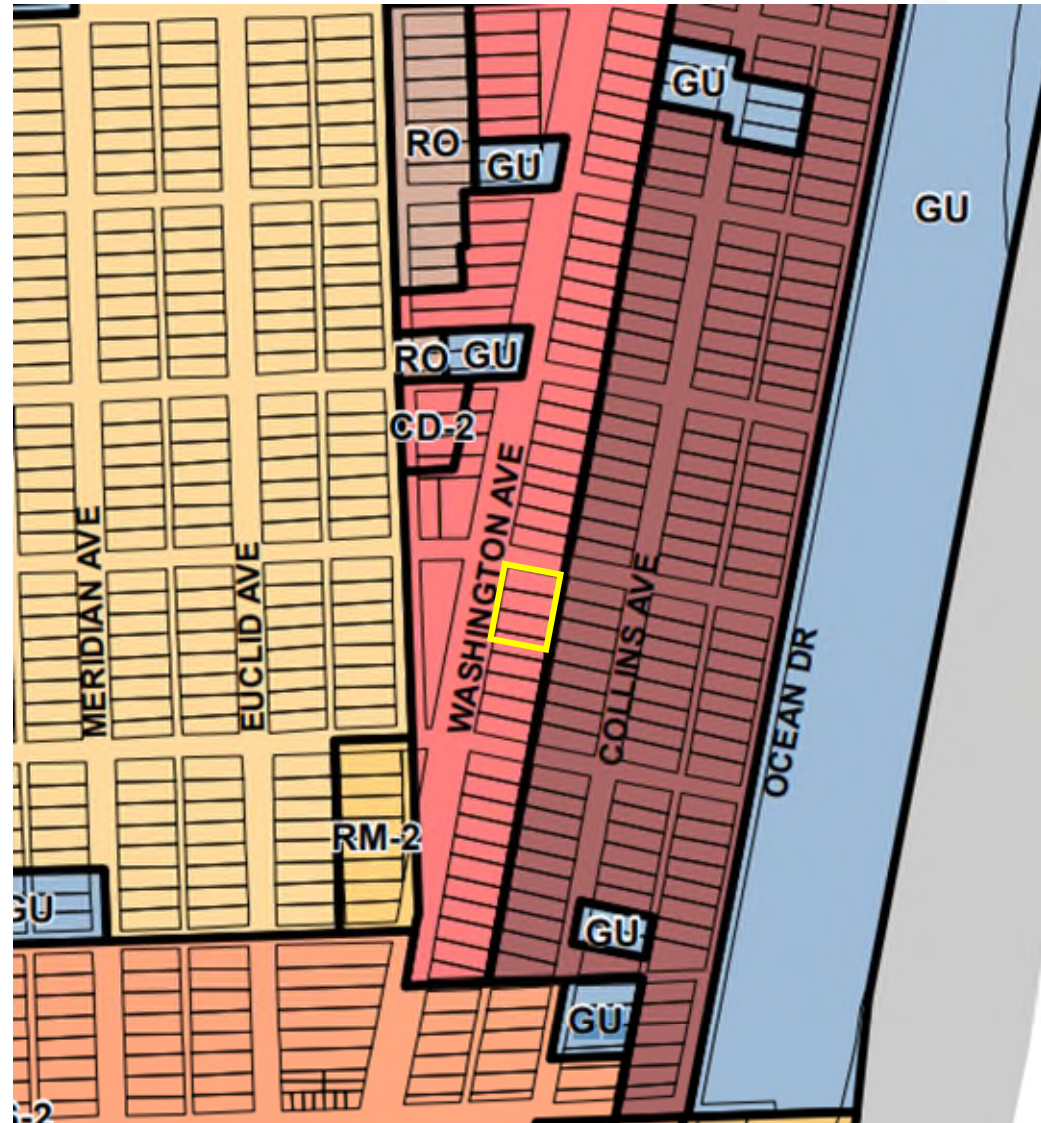 GU
RO
GU
GU
RO GU
CD-2
WASHINGTON AVE
MERIDIAN AVE
EUCLID AVE
COLLINS AVE
OCEAN DR
RM-2
GU
GU
GU